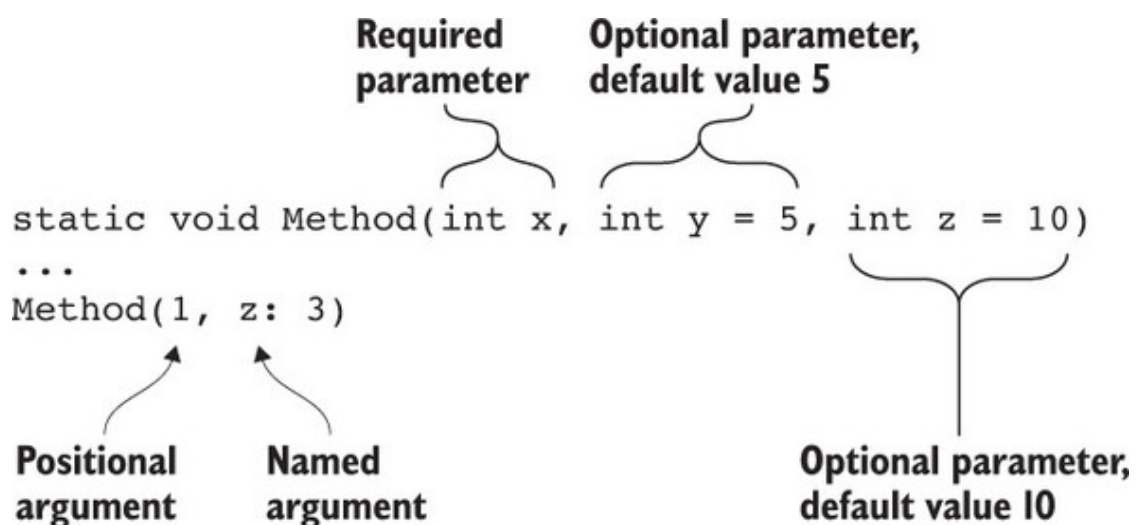 Required
parameter
Optional parameter,
default value 5
static void Method(int x, int y = 5, int z = 10)
...
Method(1, z: 3)
Positional
argument
Named
argument
Optional parameter,
default value 10